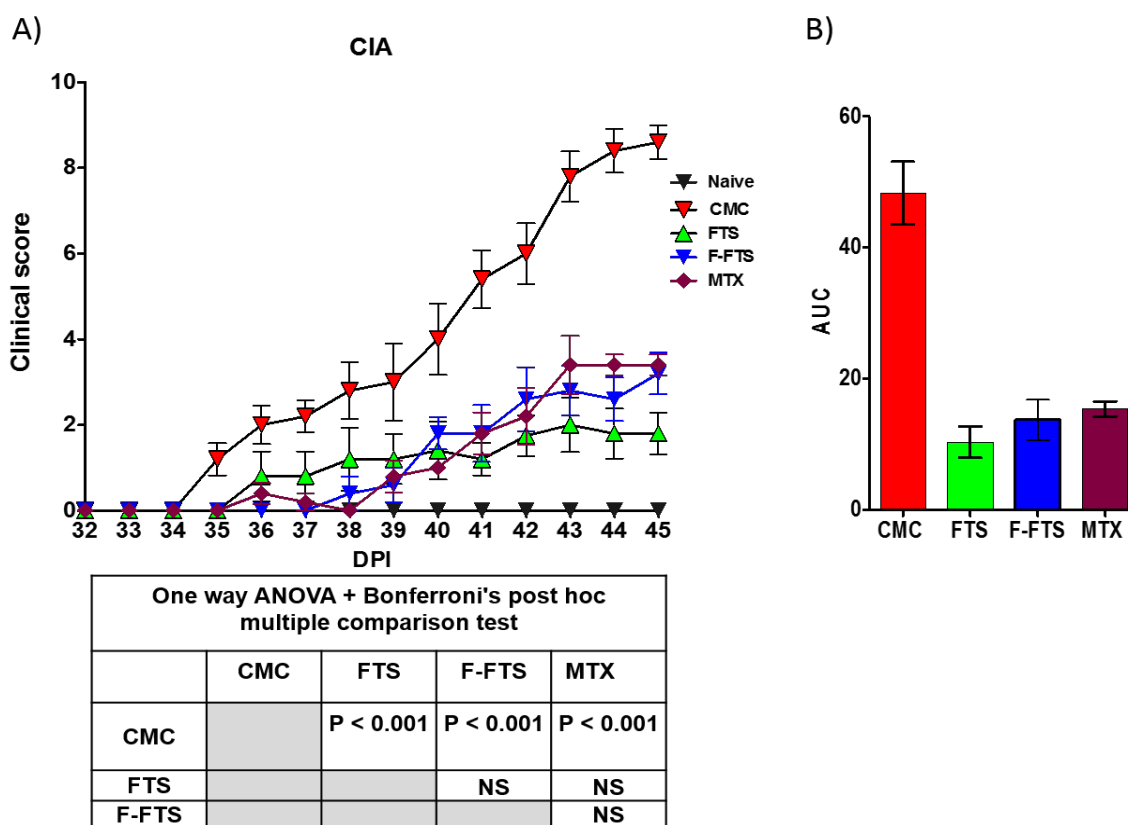 A)
CIA
10
8
6
4
2
0
Clinical score
32 33 34 35 36 37 38 39 40 41 42 43 44 45
DPI
Naive
CMC
FTS
F-FTS
MTX
One way ANOVA + Bonferroni's post hoc
multiple comparison test
CMC FTS F-FTS MTX
CMC P < 0.001 P < 0.001 P < 0.001
FTS NS NS
F-FTS NS
B)
60
40
20
0
AUC
CMC FTS F-FTS MTX